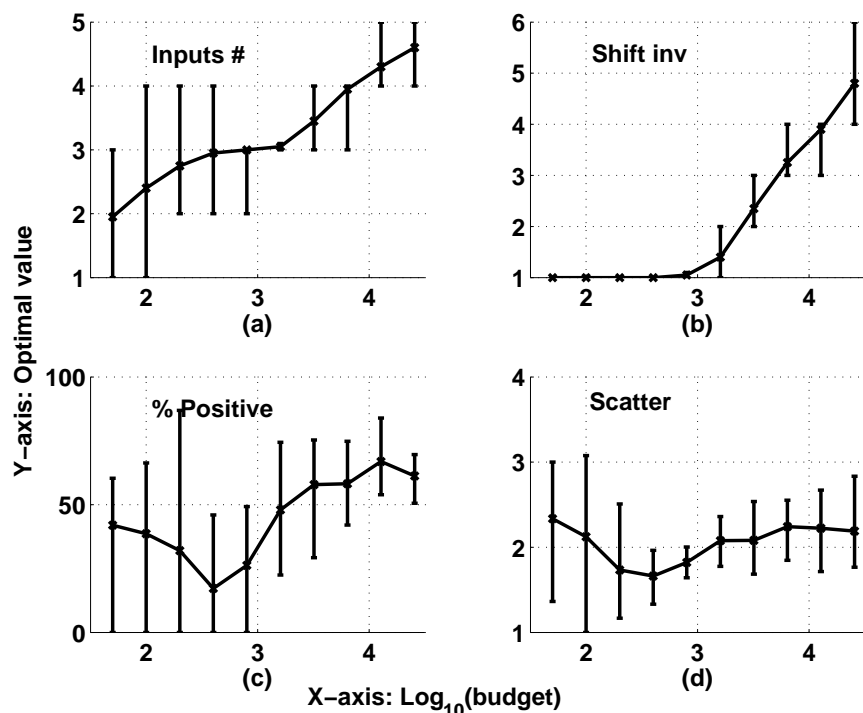 Inputs #
5
4
3
2
1
2 3 4
(a)
Shift inv
6
5
4
3
2
1
2 3 4
(b)
Y-axis: Optimal value
% Positive
100
50
0
2 3 4
(c)
Scatter
4
3
2
1
2 3 4
(d)
X-axis: Log10(budget)